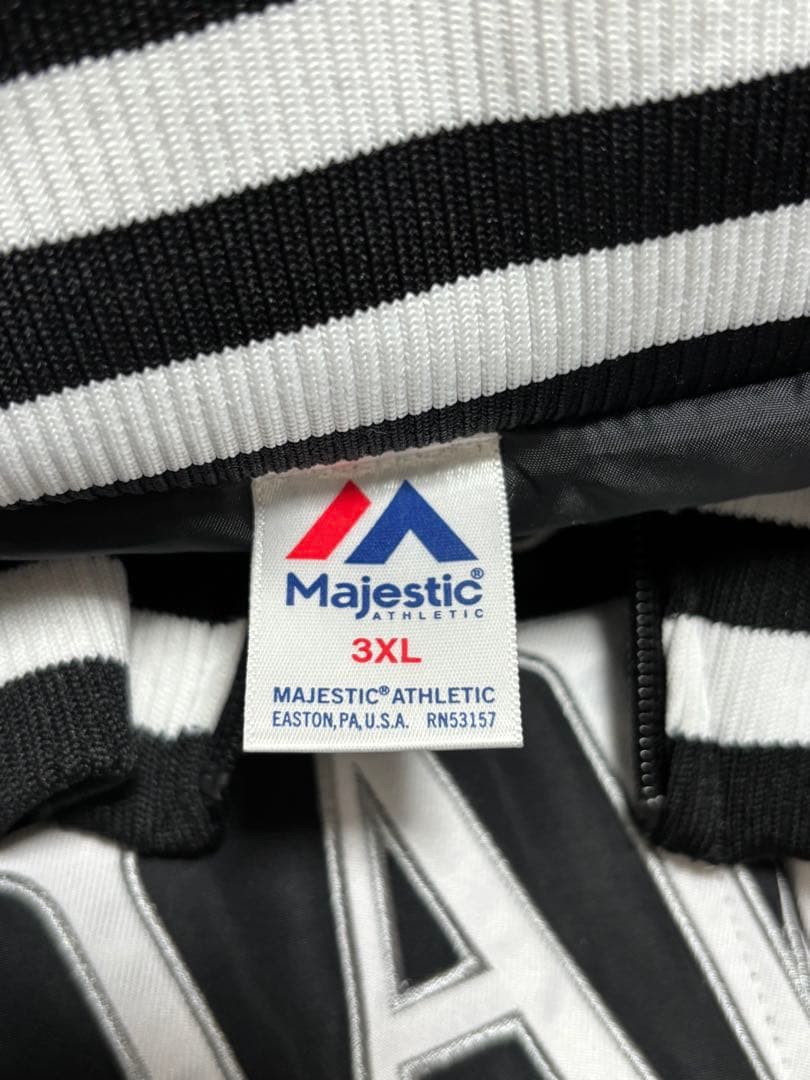 Majestic®
ATHLETIC
3XL
MAJESTIC® ATHLETIC
EASTON, PA, U.S.A. RN53157
A